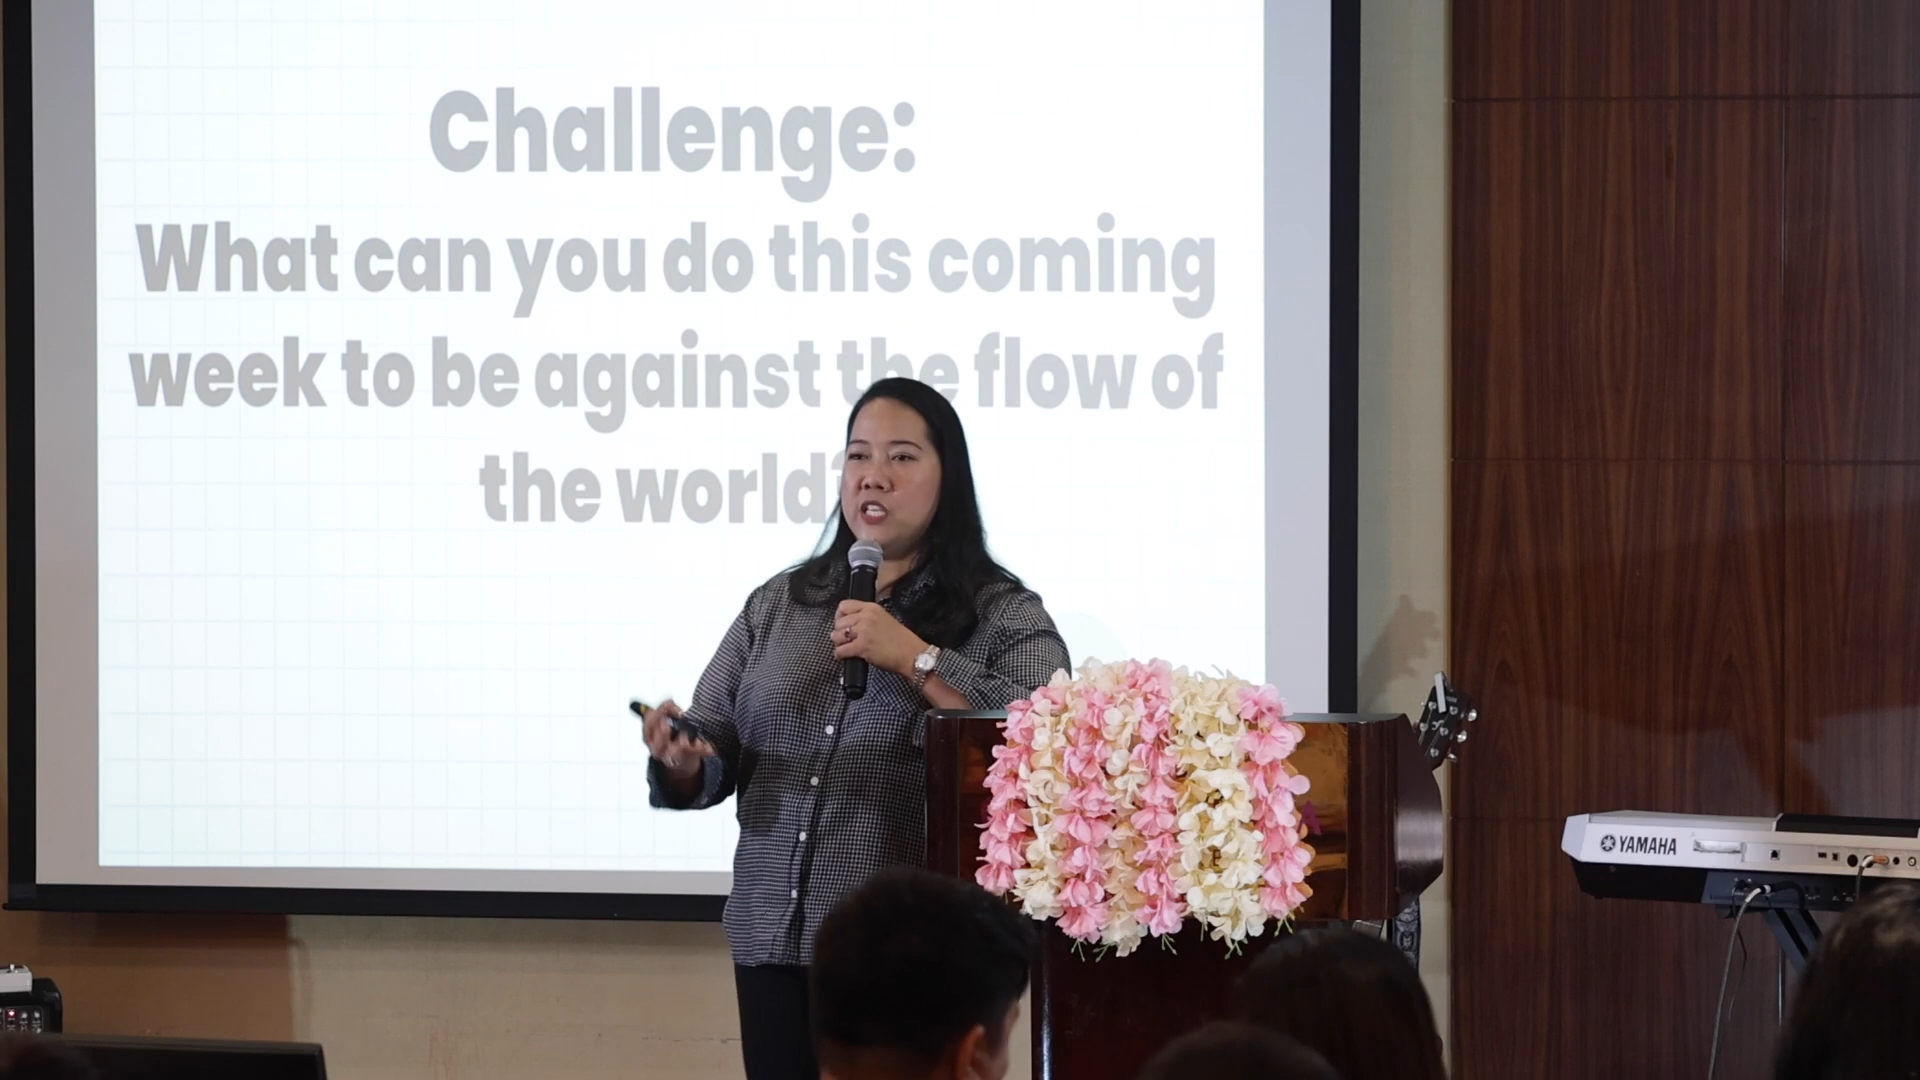 Challenge:
What can you do this coming
week to be against the flow of
the world?
YAMAHA